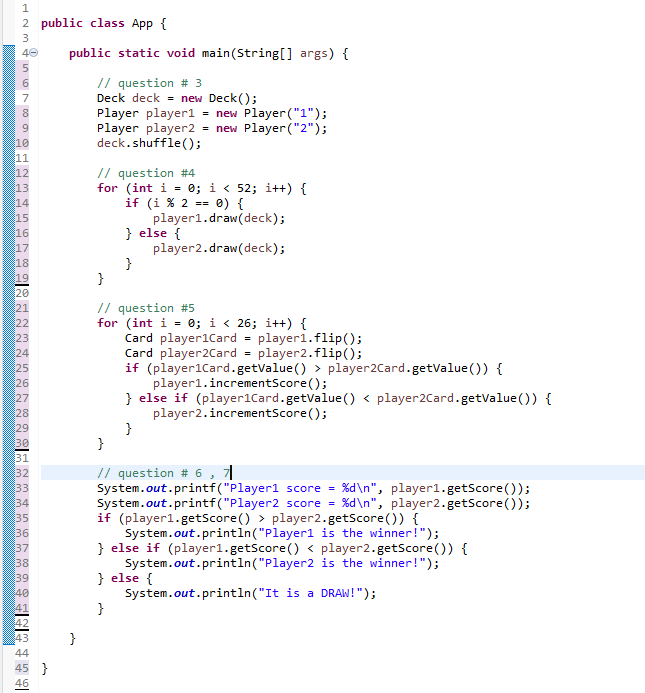 1
2 public class App {
3
4 public static void main(String[] args) {
5
6 // question # 3
7 Deck deck = new Deck();
8 Player player1 = new Player("1");
9 Player player2 = new Player("2");
10 deck.shuffle();
11
12 // question #4
13 for (int i = 0; i < 52; i++) {
14 if (i % 2 == 0) {
15 player1.draw(deck);
16 } else {
17 player2.draw(deck);
18 }
19 }
20
21 // question #5
22 for (int i = 0; i < 26; i++) {
23 Card player1Card = player1.flip();
24 Card player2Card = player2.flip();
25 if (player1Card.getValue() > player2Card.getValue()) {
26 player1.incrementScore();
27 } else if (player1Card.getValue() < player2Card.getValue()) {
28 player2.incrementScore();
29 }
30 }
31
32 // question # 6 , 7
33 System.out.printf("Player1 score = %d\n", player1.getScore());
34 System.out.printf("Player2 score = %d\n", player2.getScore());
35 if (player1.getScore() > player2.getScore()) {
36 System.out.println("Player1 is the winner!");
37 } else if (player1.getScore() < player2.getScore()) {
38 System.out.println("Player2 is the winner!");
39 } else {
40 System.out.println("It is a DRAW!");
41 }
42
43 }
44
45 }
46